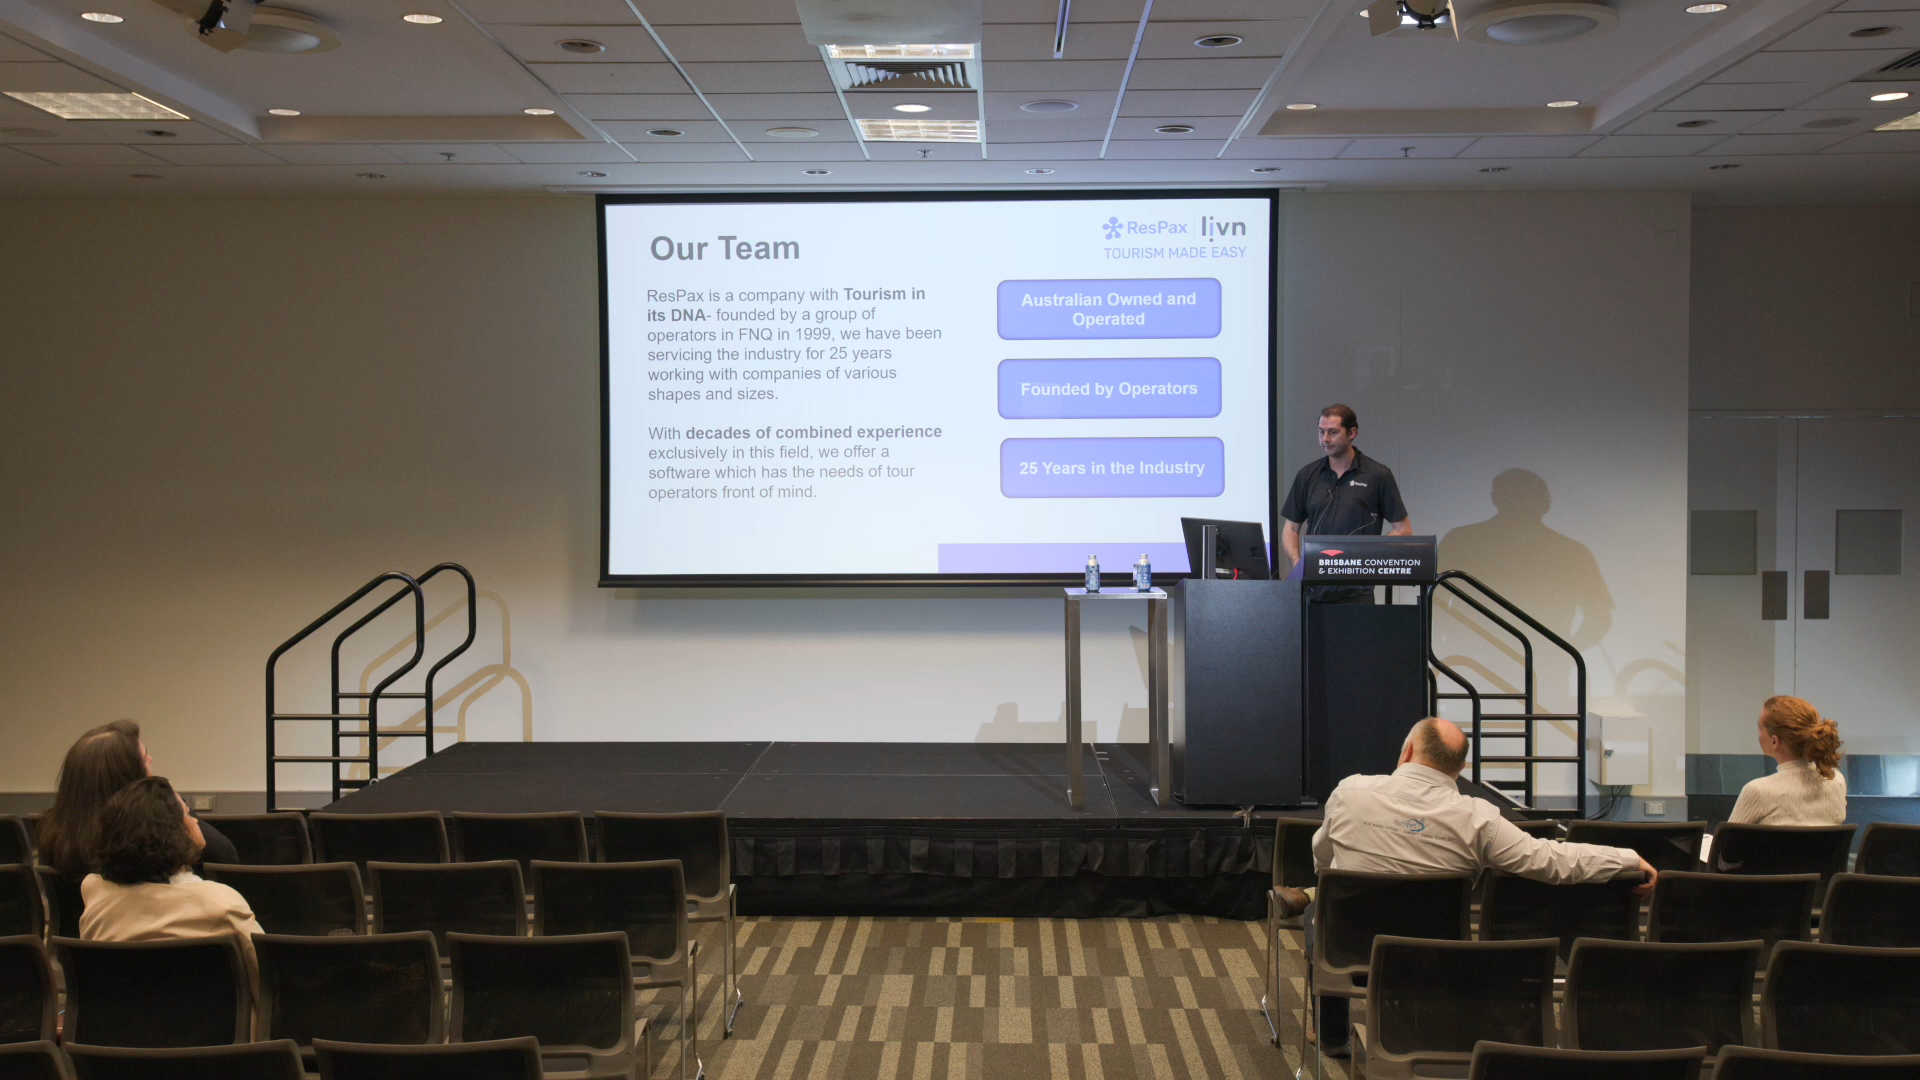 Our Team
ResPax livn
TOURISM MADE EASY
ResPax is a company with Tourism in
its DNA- founded by a group of
operators in FNQ in 1999, we have been
servicing the industry for 25 years
working with companies of various
shapes and sizes.
With decades of combined experience
exclusively in this field, we offer a
software which has the needs of tour
operators front of mind.
Australian Owned and
Operated
Founded by Operators
25 Years in the Industry
ResPax
BRISBANE CONVENTION
& EXHIBITION CENTRE